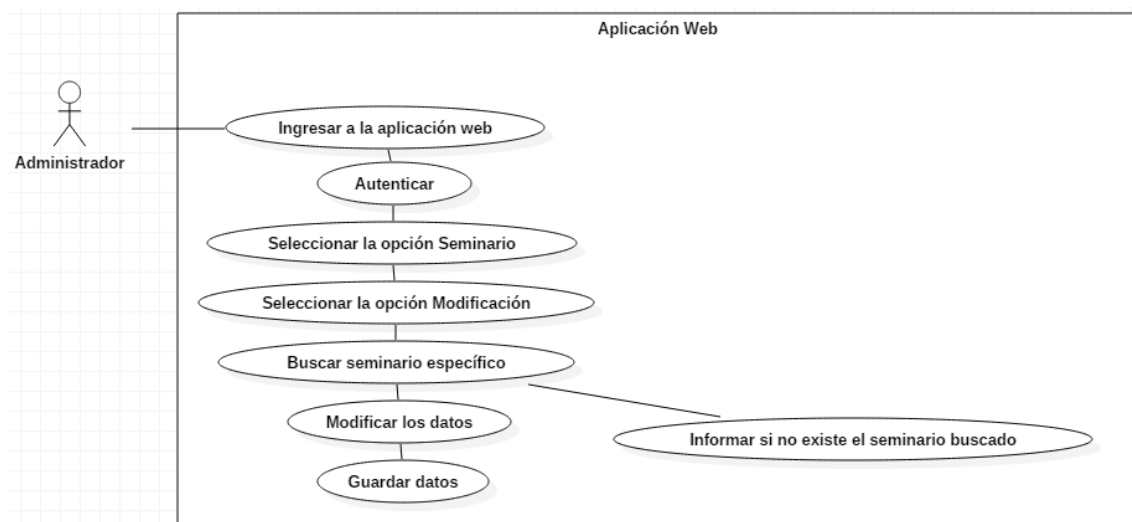 Aplicación Web
Administrador
Ingresar a la aplicación web
Autenticar
Seleccionar la opción Seminario
Seleccionar la opción Modificación
Buscar seminario específico
Modificar los datos
Informar si no existe el seminario buscado
Guardar datos